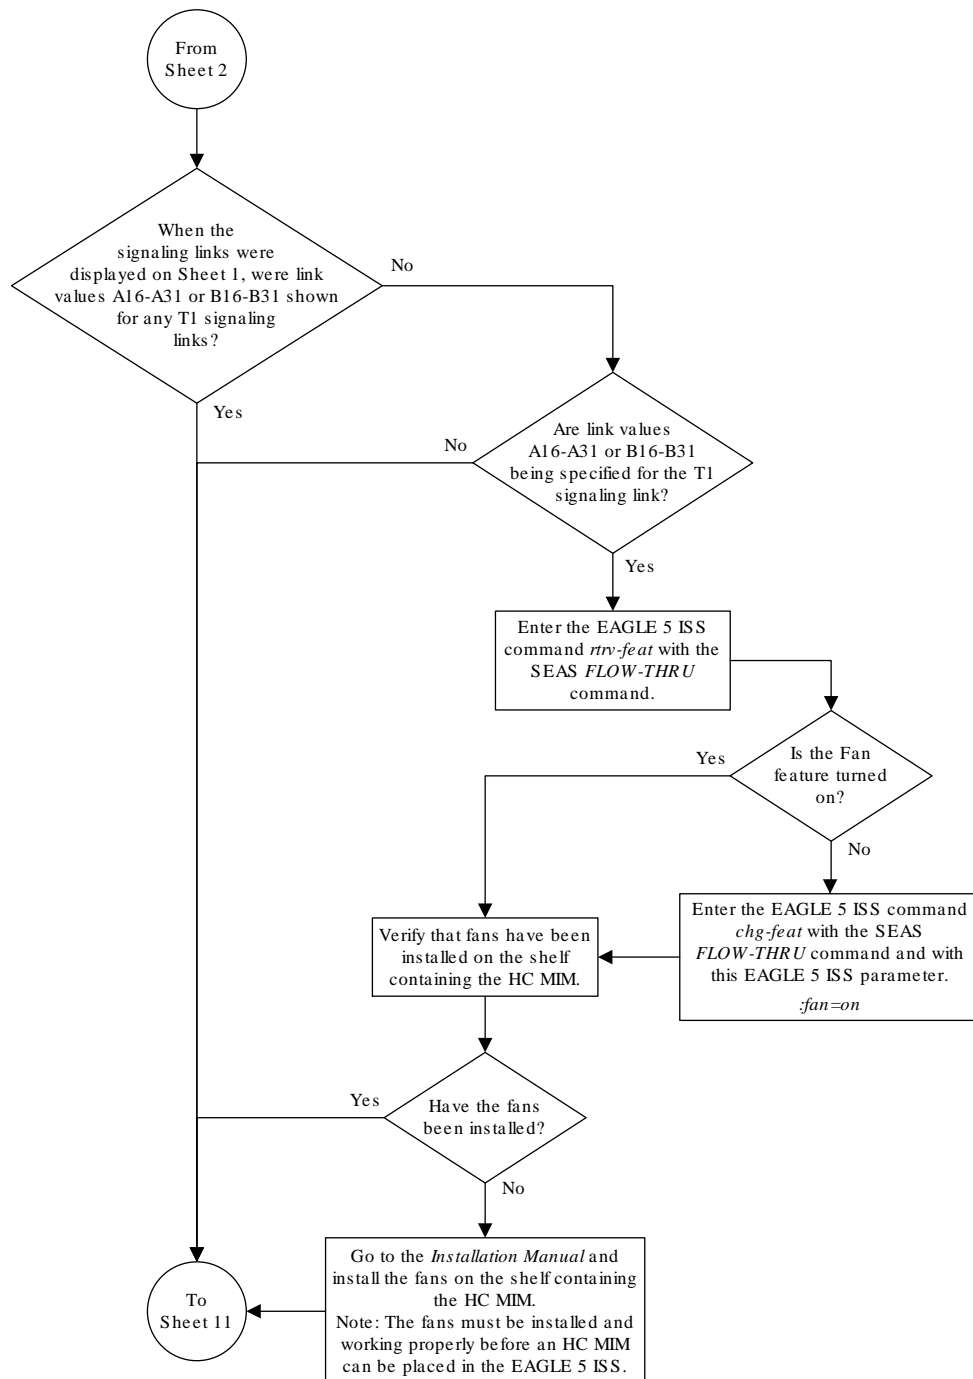 From
Sheet 2
When the
signaling links were
displayed on Sheet 1, were link
values A16-A31 or B16-B31 shown
for any T1 signaling
links?
No
Yes
Are link values
A16-A31 or B16-B31
being specified for the T1
signaling link?
No
Yes
Enter the EAGLE 5 ISS
command rtrv-feat with the
SEAS FLOW-THRU
command.
Is the Fan
feature turned
on?
Yes
No
Enter the EAGLE 5 ISS command
chg-feat with the SEAS
FLOW-THRU command and with
this EAGLE 5 ISS parameter.
:fan=on
Verify that fans have been
installed on the shelf
containing the HC MIM.
Have the fans
been installed?
Yes
No
Go to the Installation Manual and
install the fans on the shelf containing
the HC MIM.
Note: The fans must be installed and
working properly before an HC MIM
can be placed in the EAGLE 5 ISS.
To
Sheet 11